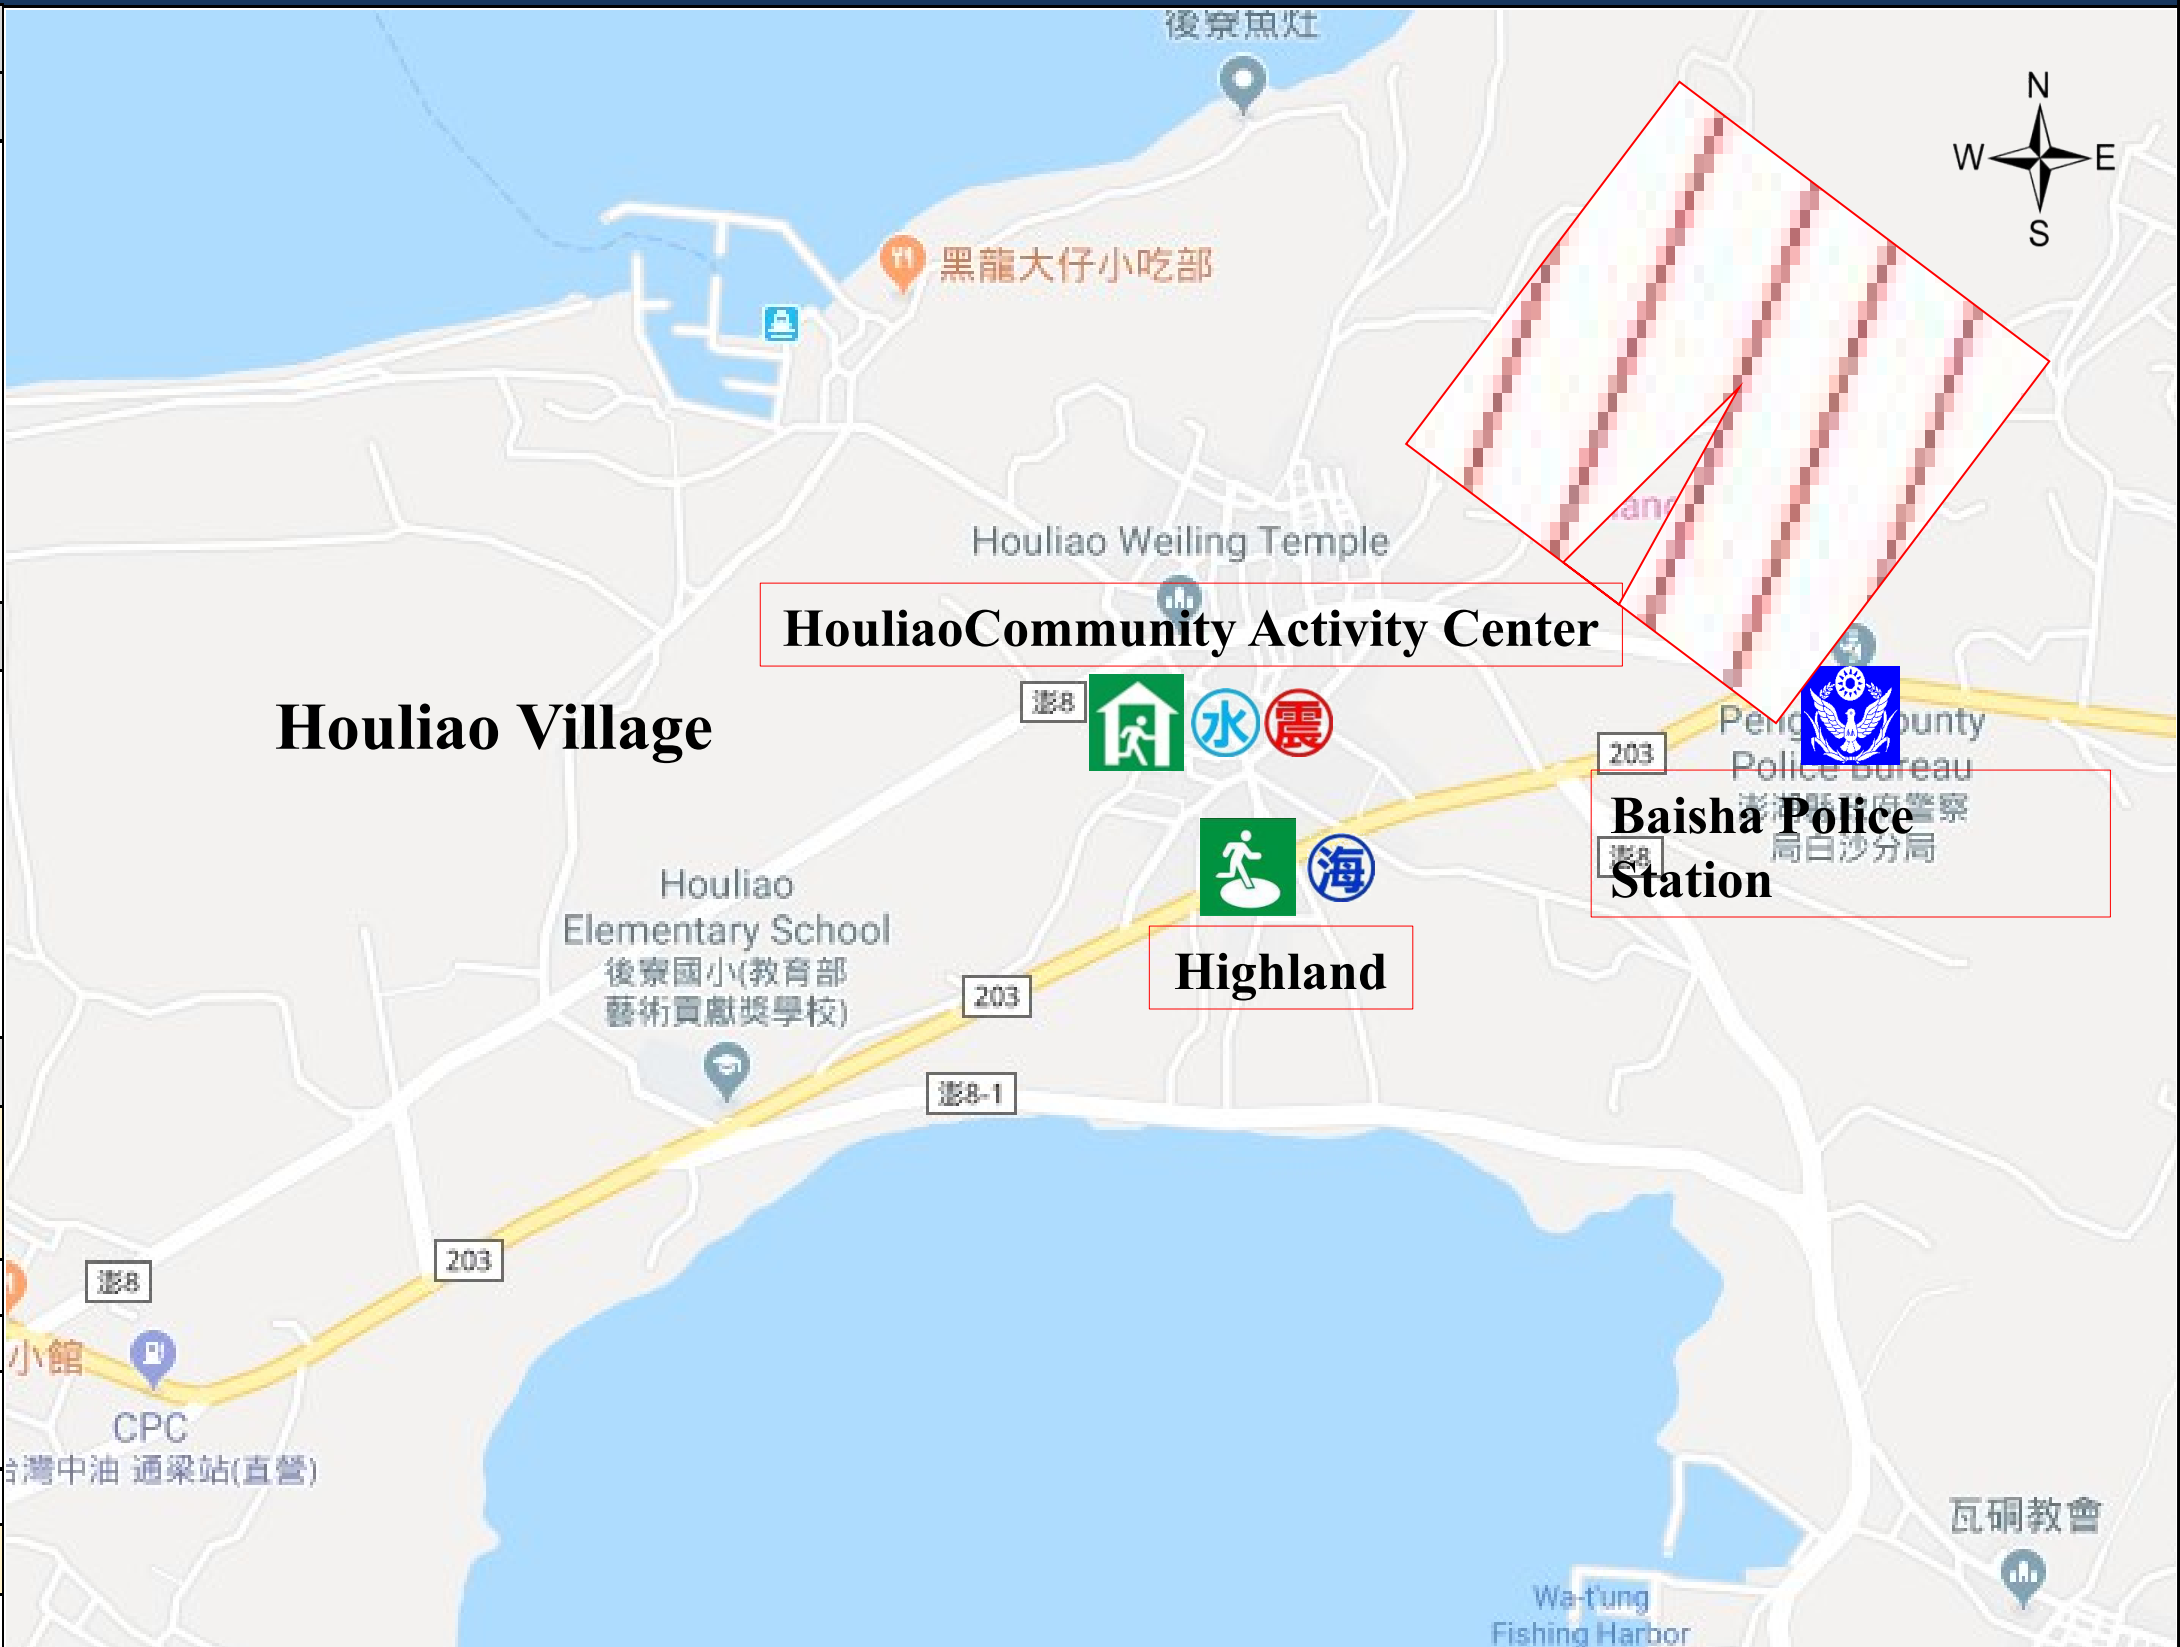 後寮魚灶
N
W
E
S
黑龍大仔小吃部
Houliao Weiling Temple
HouliaoCommunity Activity Center
Houliao Village
澎8
水
震
203
Baisha Police
Station
Police Bureau
局白沙分局
澎8
海
Highland
Houliao
Elementary School
後寮國小(教育部
藝術貢獻獎學校)
203
澎8-1
203
澎8
小館
CPC
台灣中油 通梁站(直營)
瓦硐教會
Wa-t'ung
Fishing Harbor